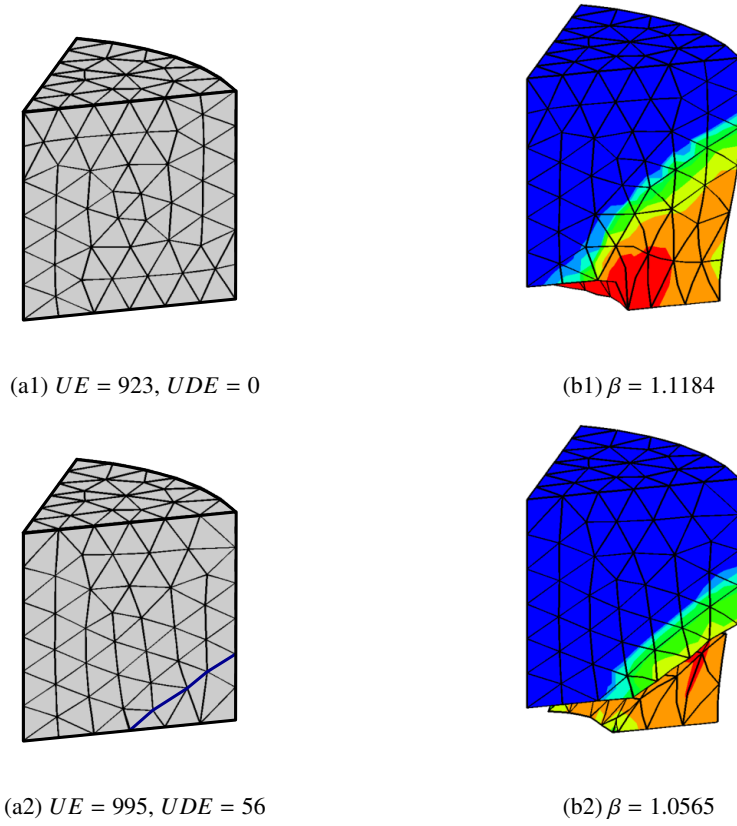 (a1) UE = 923, UDE = 0
(b1) β = 1.1184
(a2) UE = 995, UDE = 56
(b2) β = 1.0565